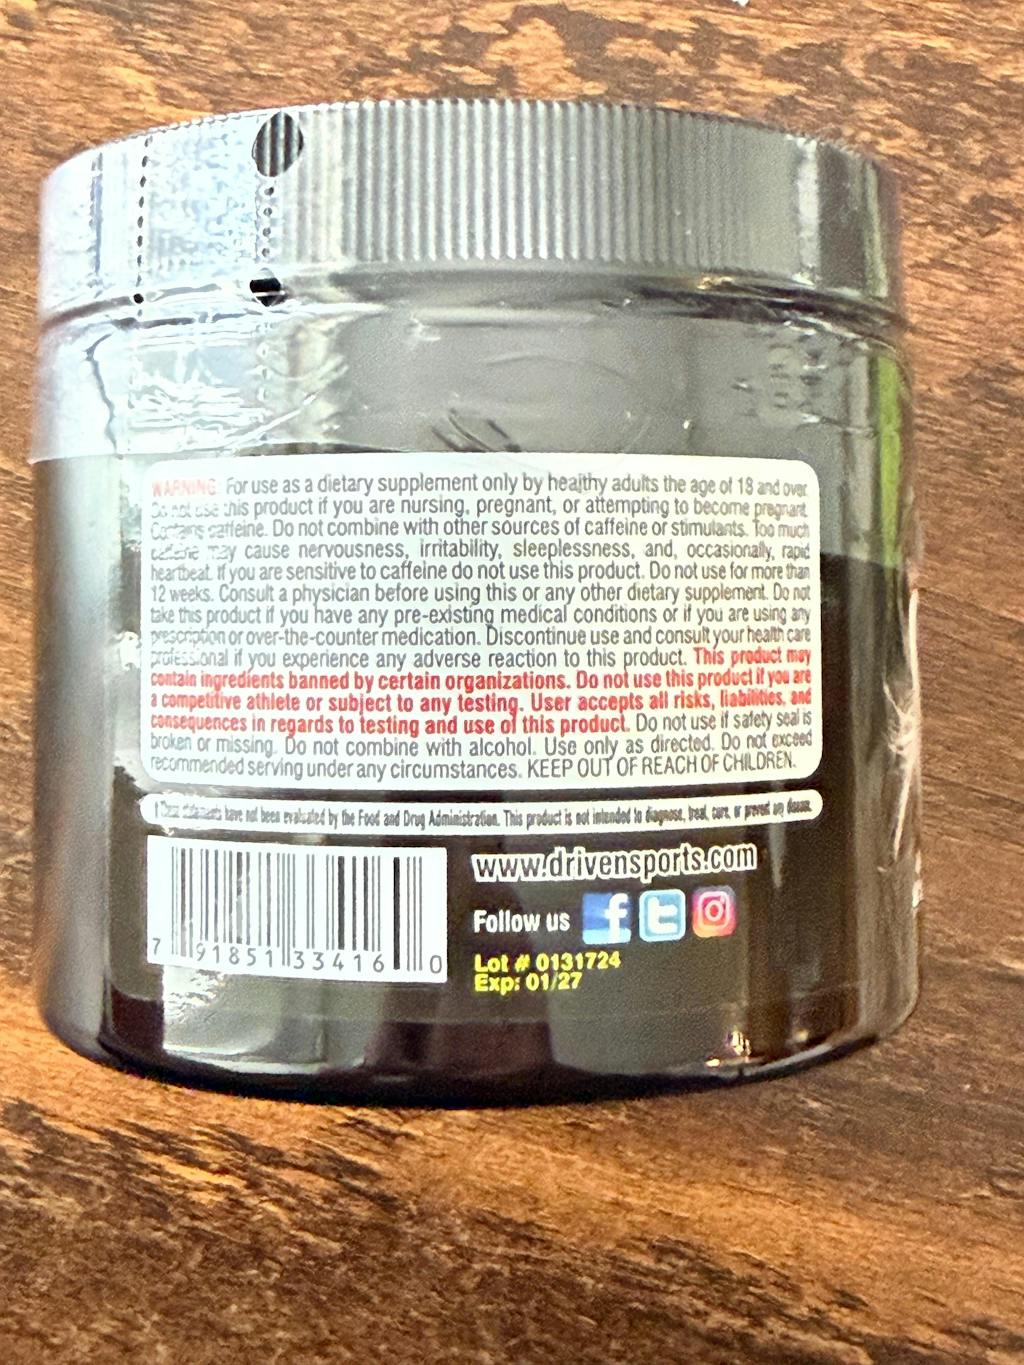 WARNING: For use as a dietary supplement only by healthy adults the age of 18 and over.
Do not use this product if you are nursing, pregnant, or attempting to become pregnant.
Contains caffeine. Do not combine with other sources of caffeine or stimulants. Too much
caffeine may cause nervousness, irritability, sleeplessness, and, occasionally, rapid
heartbeat. If you are sensitive to caffeine do not use this product. Do not use for more than
12 weeks. Consult a physician before using this or any other dietary supplement. Do not
take this product if you have any pre-existing medical conditions or if you are using any
prescription or over-the-counter medication. Discontinue use and consult your health care
professional if you experience any adverse reaction to this product. This product may
contain ingredients banned by certain organizations. Do not use this product if you are
a competitive athlete or subject to any testing. User accepts all risks, liabilities, and
consequences in regards to testing and use of this product. Do not use if safety seal is
broken or missing. Do not combine with alcohol. Use only as directed. Do not exceed
recommended serving under any circumstances. KEEP OUT OF REACH OF CHILDREN.
† These statements have not been evaluated by the Food and Drug Administration. This product is not intended to diagnose, treat, cure, or prevent any disease.
www.drivensports.com
Follow us f t
Lot # 0131724
Exp: 01/27
7 91851 33416 0